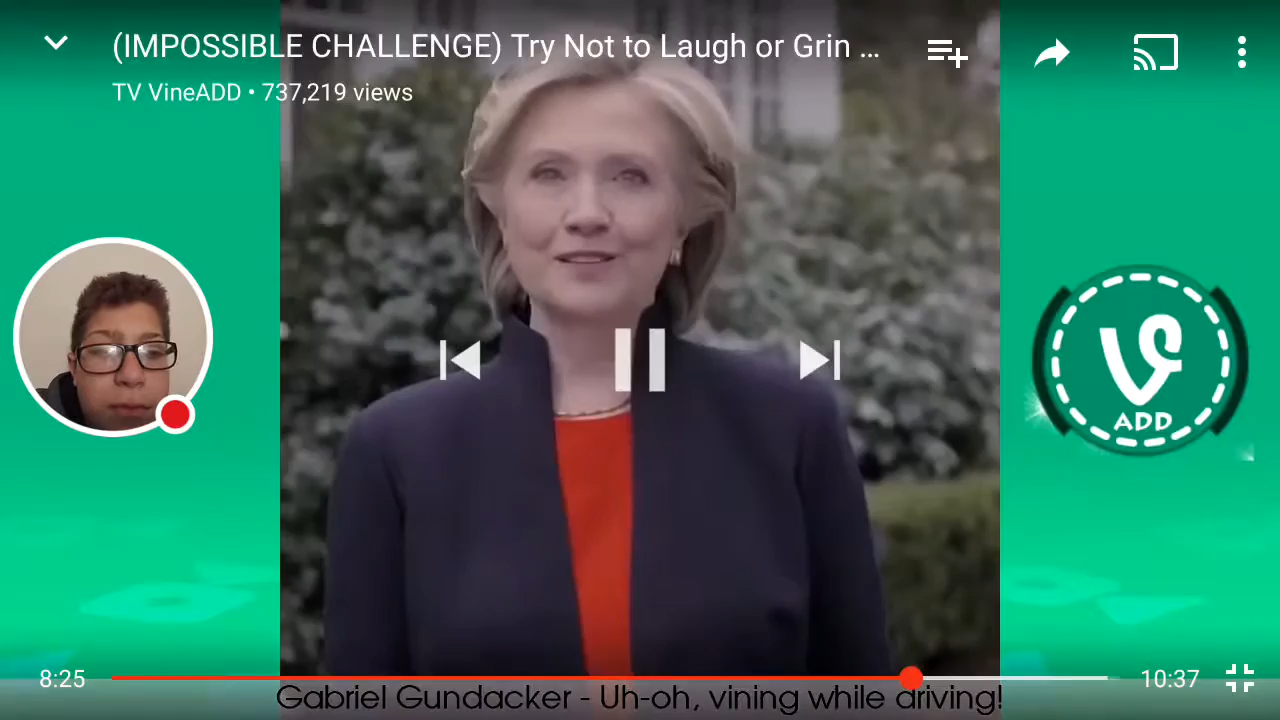 (IMPOSSIBLE CHALLENGE) Try Not to Laugh or Grin ...
TV VineADD • 737,219 views
ADD
8:25
10:37
Gabriel Gundacker - Uh-oh, vining while driving!